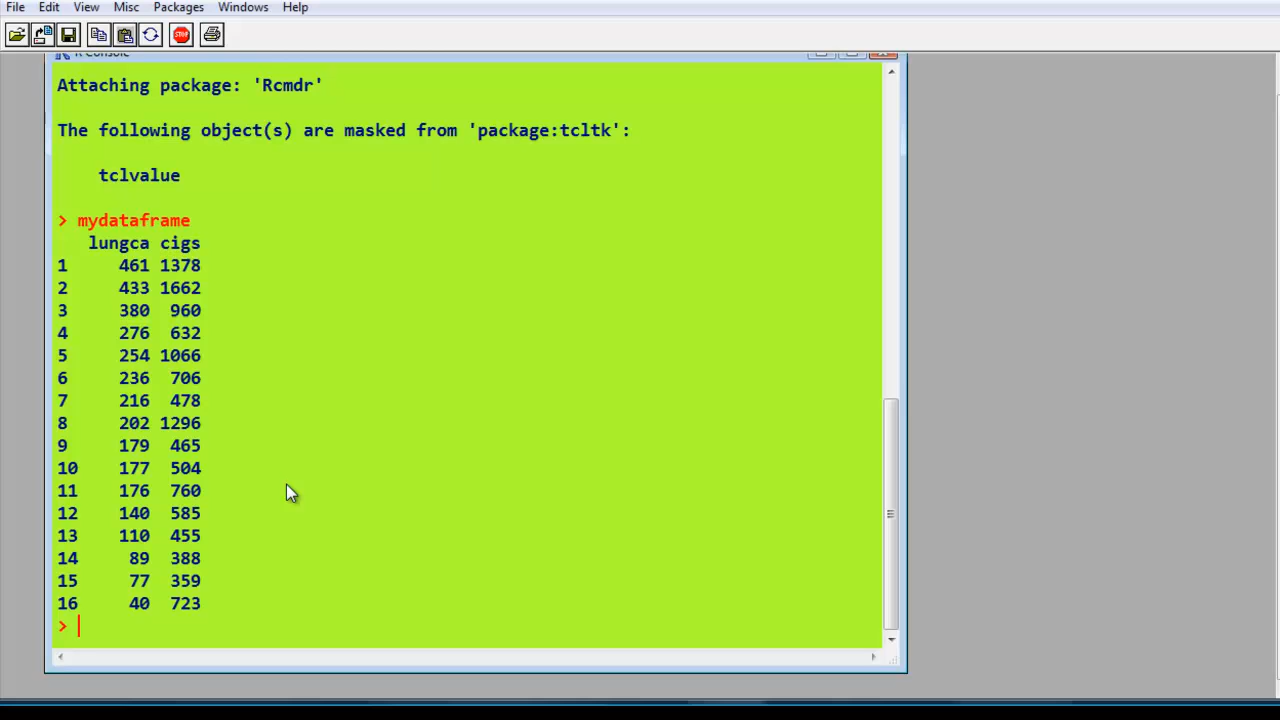 File Edit View Misc Packages Windows Help
STOP
R Console
Attaching package: 'Rcmdr'
The following object(s) are masked from 'package:tcltk':
tclvalue
> mydataframe
lungca cigs
1 461 1378
2 433 1662
3 380 960
4 276 632
5 254 1066
6 236 706
7 216 478
8 202 1296
9 179 465
10 177 504
11 176 760
12 140 585
13 110 455
14 89 388
15 77 359
16 40 723
>